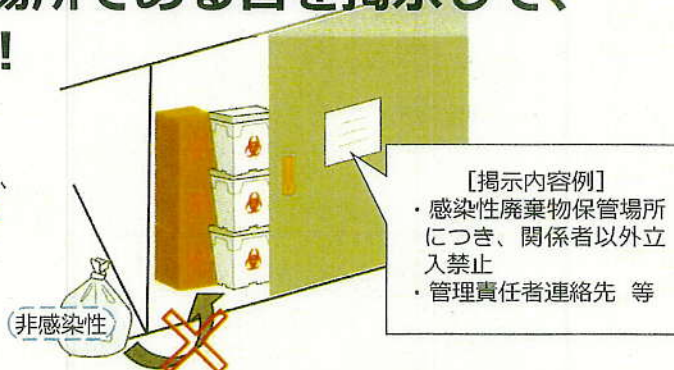 場所である旨を掲示して、
!
、
[掲示内容例]
・感染性廃棄物保管場所
につき、関係者以外立
入禁止
・管理責任者連絡先 等
非感染性